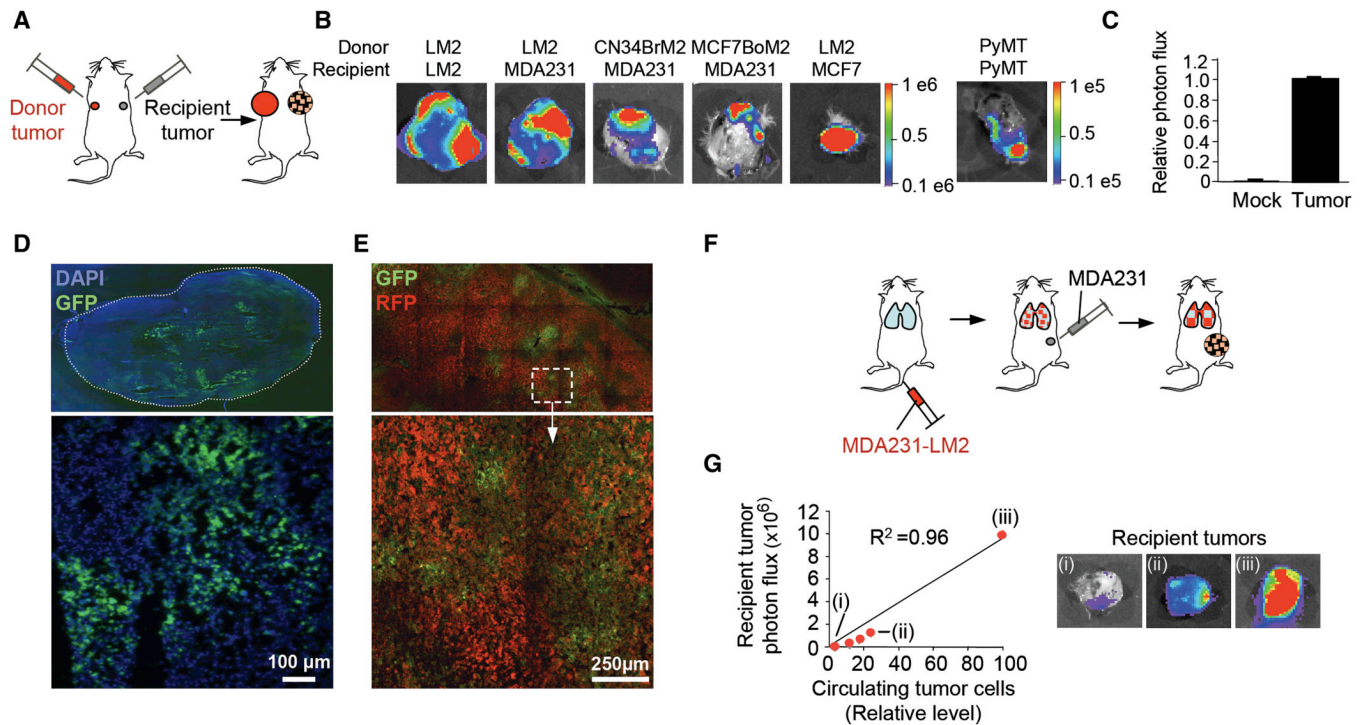 A
Donor
tumor
Recipient
tumor
B
Donor
Recipient
LM2
LM2
LM2
MDA231
CN34BrM2
MDA231
MCF7BoM2
MDA231
LM2
MCF7
PyMT
PyMT
1 e6
0.5
0.1 e6
1 e5
0.5
0.1 e5
C
Relative photon flux
1.2
1.0
0.8
0.6
0.4
0.2
0
Mock Tumor
D
DAPI
GFP
100 µm
E
GFP
RFP
250µm
F
MDA231
MDA231-LM2
G
Recipient tumor
photon flux (x10⁶)
12
10
8
6
4
2
0
R² =0.96
(i)
(ii)
(iii)
0 20 40 60 80 100
Circulating tumor cells
(Relative level)
Recipient tumors
(i)
(ii)
(iii)